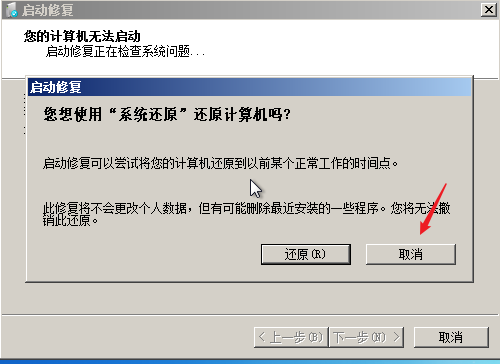 启动修复
您的计算机无法启动
启动修复正在检查系统问题...
启动修复
您想使用“系统还原”还原计算机吗?
启动修复可以尝试将您的计算机还原到以前某个正常工作的时间点。
此修复将不会更改个人数据，但有可能删除最近安装的一些程序。您将无法撤
销此还原。
还原(R)
取消
< 上一步(B)
下一步(N) >
取消